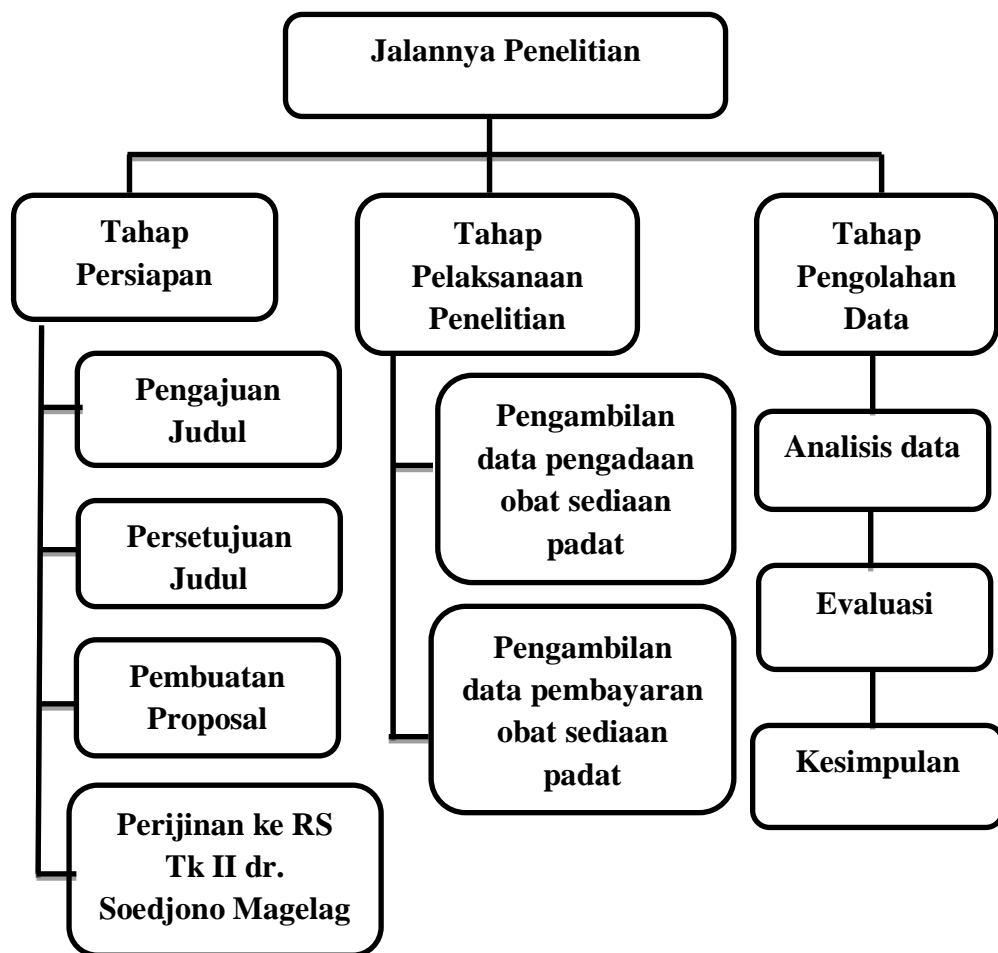 Jalannya Penelitian
Tahap
Persiapan
Pengajuan
Judul
Persetujuan
Judul
Pembuatan
Proposal
Perijinan ke RS
Tk II dr.
Soedjono Magelag
Tahap
Pelaksanaan
Penelitian
Pengambilan
data pengadaan
obat sediaan
padat
Pengambilan
data pembayaran
obat sediaan
padat
Tahap
Pengolahan
Data
Analisis data
Evaluasi
Kesimpulan